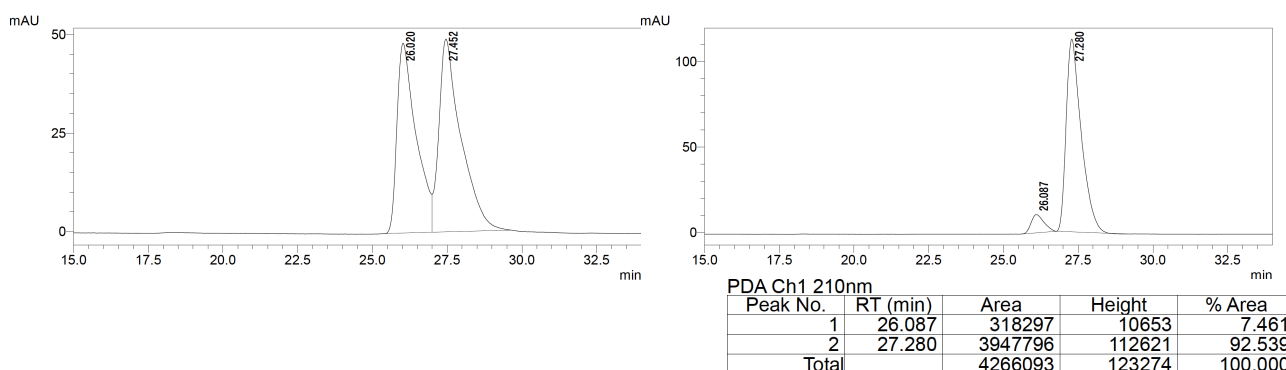 mAU
50
25
0
26.020
27.452
15.0 17.5 20.0 22.5 25.0 27.5 30.0 32.5
min
mAU
100
50
0
26.087
27.280
15.0 17.5 20.0 22.5 25.0 27.5 30.0 32.5
min
PDA Ch1 210nm
Peak No. RT (min) Area Height % Area
1 26.087 318297 10653 7.461
2 27.280 3947796 112621 92.539
Total 4266093 123274 100.000